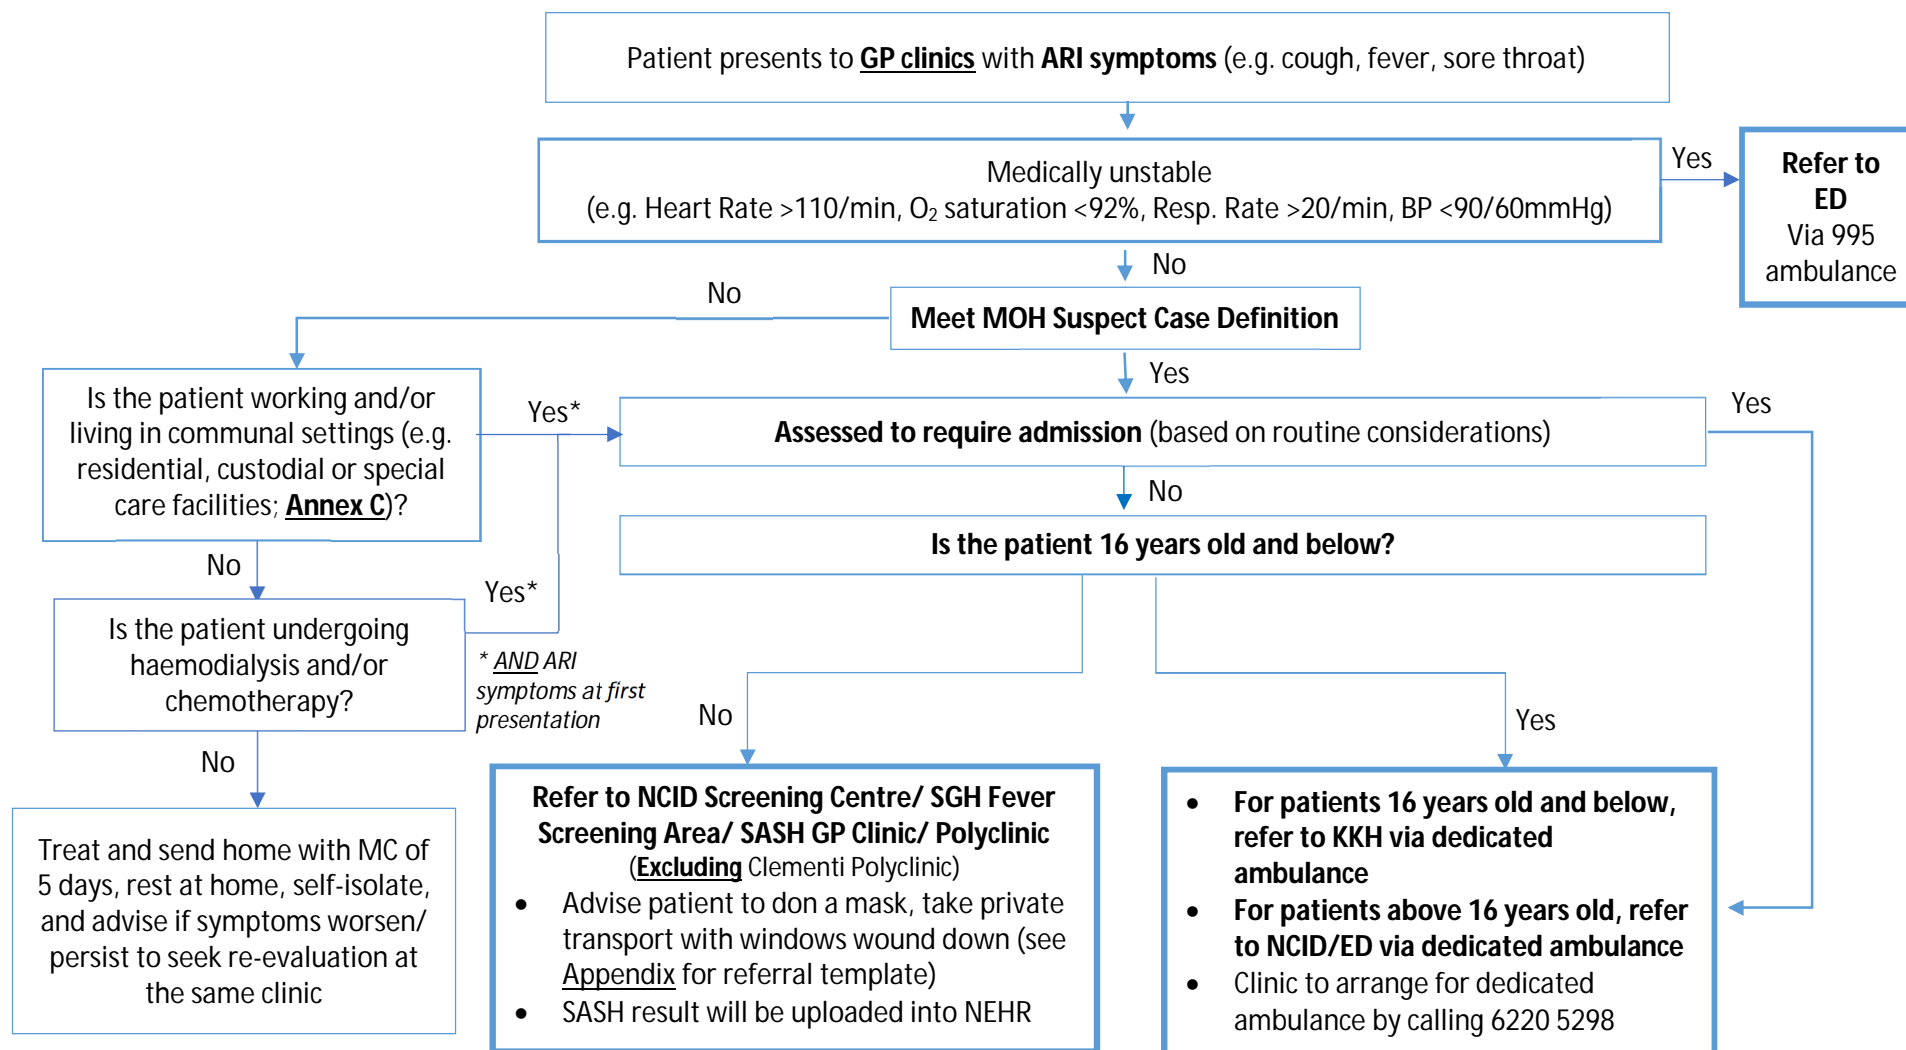 Patient presents to GP clinics with ARI symptoms (e.g. cough, fever, sore throat)
Medically unstable
(e.g. Heart Rate >110/min, O₂ saturation <92%, Resp. Rate >20/min, BP <90/60mmHg)
Yes
Refer to
ED
Via 995
ambulance
No
No
Meet MOH Suspect Case Definition
Yes
Is the patient working and/or
living in communal settings (e.g.
residential, custodial or special
care facilities; Annex C)?
Yes*
Assessed to require admission (based on routine considerations)
Yes
No
Is the patient 16 years old and below?
No
Yes*
Is the patient undergoing
haemodialysis and/or
chemotherapy?
* AND ARI
symptoms at first
presentation
No
Yes
No
Treat and send home with MC of
5 days, rest at home, self-isolate,
and advise if symptoms worsen/
persist to seek re-evaluation at
the same clinic
Refer to NCID Screening Centre/ SGH Fever
Screening Area/ SASH GP Clinic/ Polyclinic
(Excluding Clementi Polyclinic)
• Advise patient to don a mask, take private
transport with windows wound down (see
Appendix for referral template)
• SASH result will be uploaded into NEHR
• For patients 16 years old and below,
refer to KKH via dedicated
ambulance
• For patients above 16 years old, refer
to NCID/ED via dedicated ambulance
• Clinic to arrange for dedicated
ambulance by calling 6220 5298